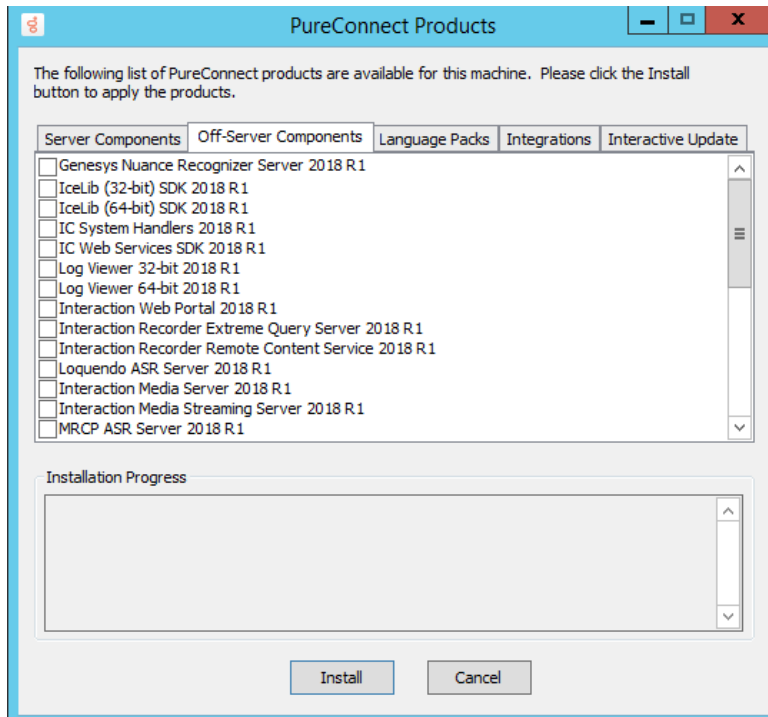 PureConnect Products
The following list of PureConnect products are available for this machine. Please click the Install
button to apply the products.
Server Components Off-Server Components Language Packs Integrations Interactive Update
Genesys Nuance Recognizer Server 2018 R1
IceLib (32-bit) SDK 2018 R1
IceLib (64-bit) SDK 2018 R1
IC System Handlers 2018 R1
IC Web Services SDK 2018 R1
Log Viewer 32-bit 2018 R1
Log Viewer 64-bit 2018 R1
Interaction Web Portal 2018 R1
Interaction Recorder Extreme Query Server 2018 R1
Interaction Recorder Remote Content Service 2018 R1
Loquendo ASR Server 2018 R1
Interaction Media Server 2018 R1
Interaction Media Streaming Server 2018 R1
MRCP ASR Server 2018 R1
Installation Progress
Install Cancel